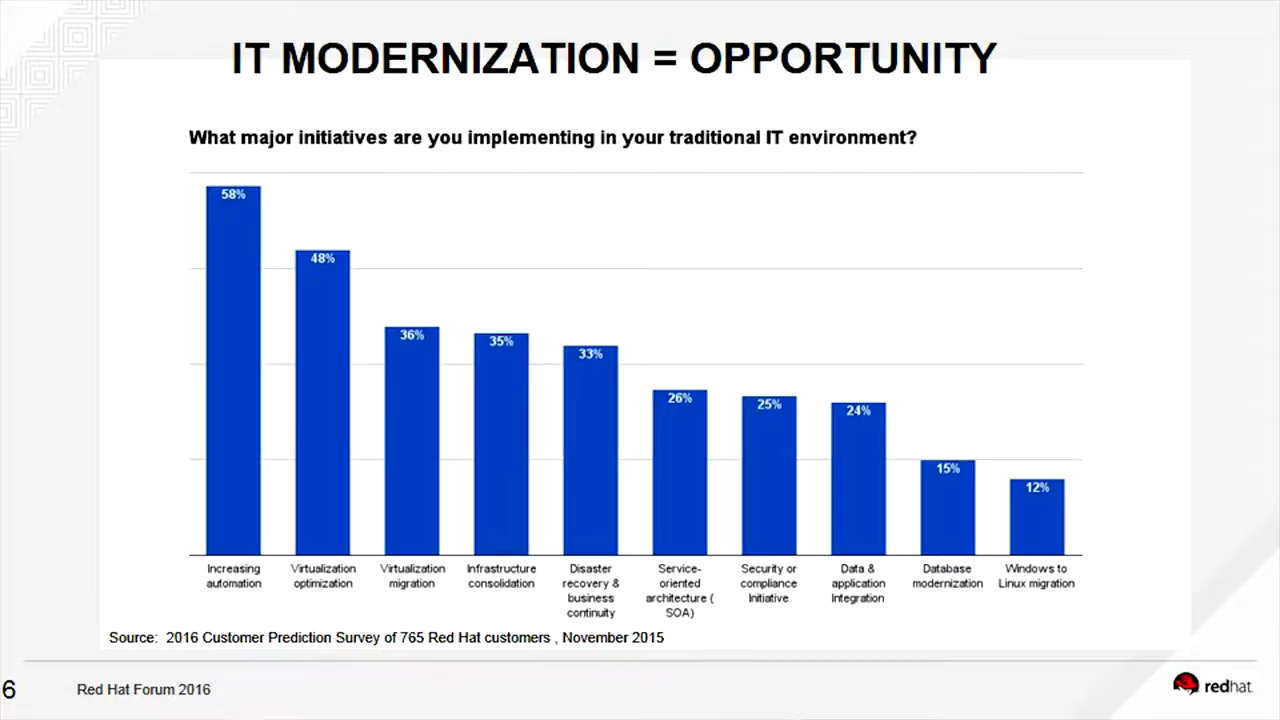 IT MODERNIZATION = OPPORTUNITY
What major initiatives are you implementing in your traditional IT environment?
58%
48%
36%
35%
33%
26%
25%
24%
15%
12%
Increasing
automation
Virtualization
optimization
Virtualization
migration
Infrastructure
consolidation
Disaster
recovery &
business
continuity
Service-
oriented
architecture (
SOA)
Security or
compliance
Initiative
Data &
application
Integration
Database
modernization
Windows to
Linux migration
Source: 2016 Customer Prediction Survey of 765 Red Hat customers , November 2015
6
Red Hat Forum 2016
redhat.